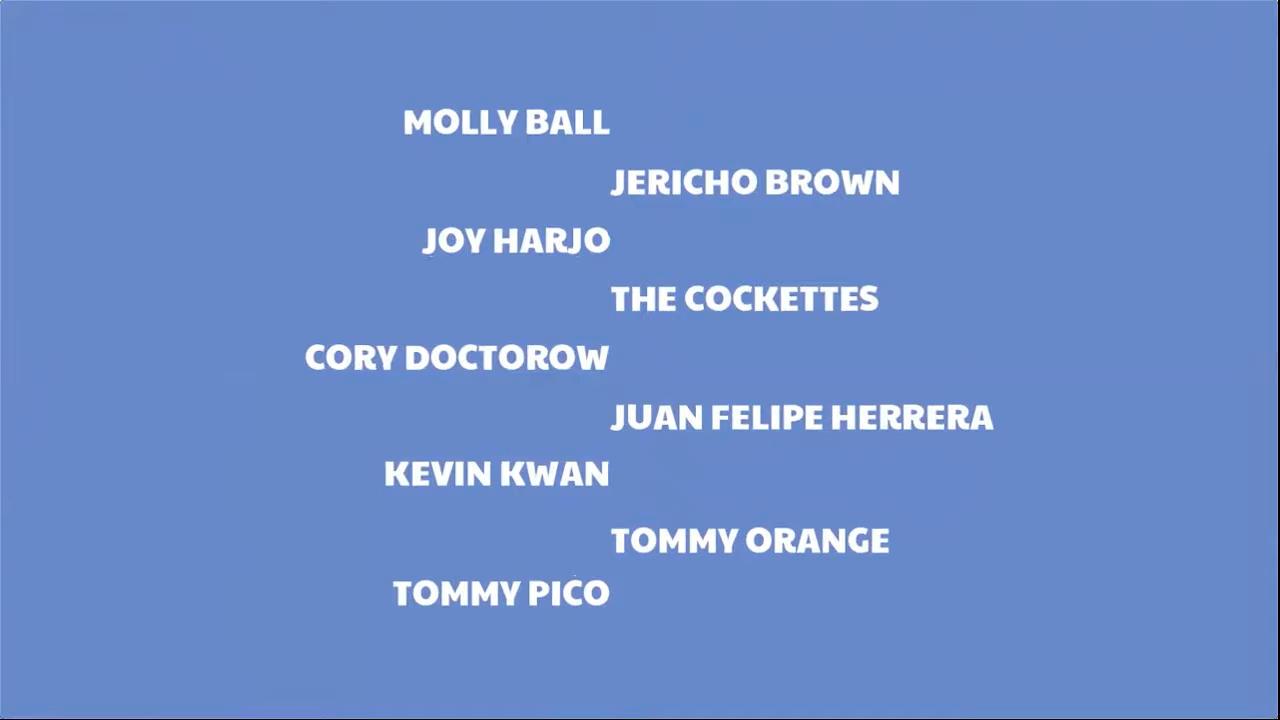 MOLLY BALL
JERICHO BROWN
JOY HARJO
THE COCKETTES
CORY DOCTOROW
JUAN FELIPE HERRERA
KEVIN KWAN
TOMMY ORANGE
TOMMY PICO